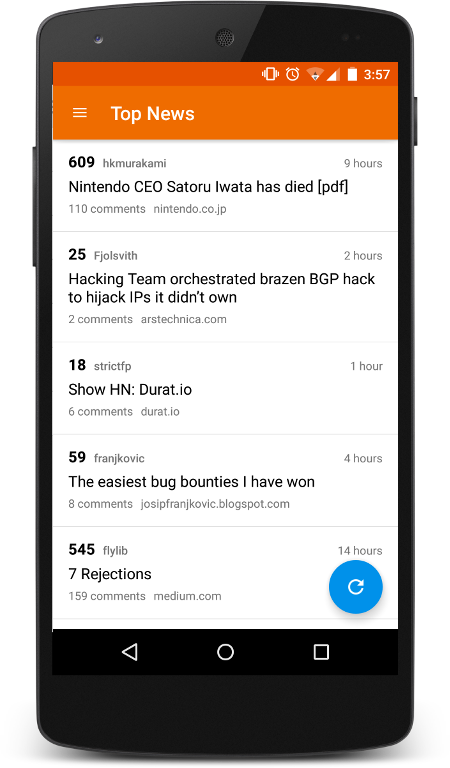 3:57
Top News
609 hkmurakami 9 hours
Nintendo CEO Satoru Iwata has died [pdf]
110 comments nintendo.co.jp
25 Fjolsvith 2 hours
Hacking Team orchestrated brazen BGP hack
to hijack IPs it didn't own
2 comments arstechnica.com
18 strictfp 1 hour
Show HN: Durat.io
6 comments durat.io
59 franjkovic 4 hours
The easiest bug bounties I have won
8 comments josipfranjkovic.blogspot.com
545 flylib 14 hours
7 Rejections
159 comments medium.com